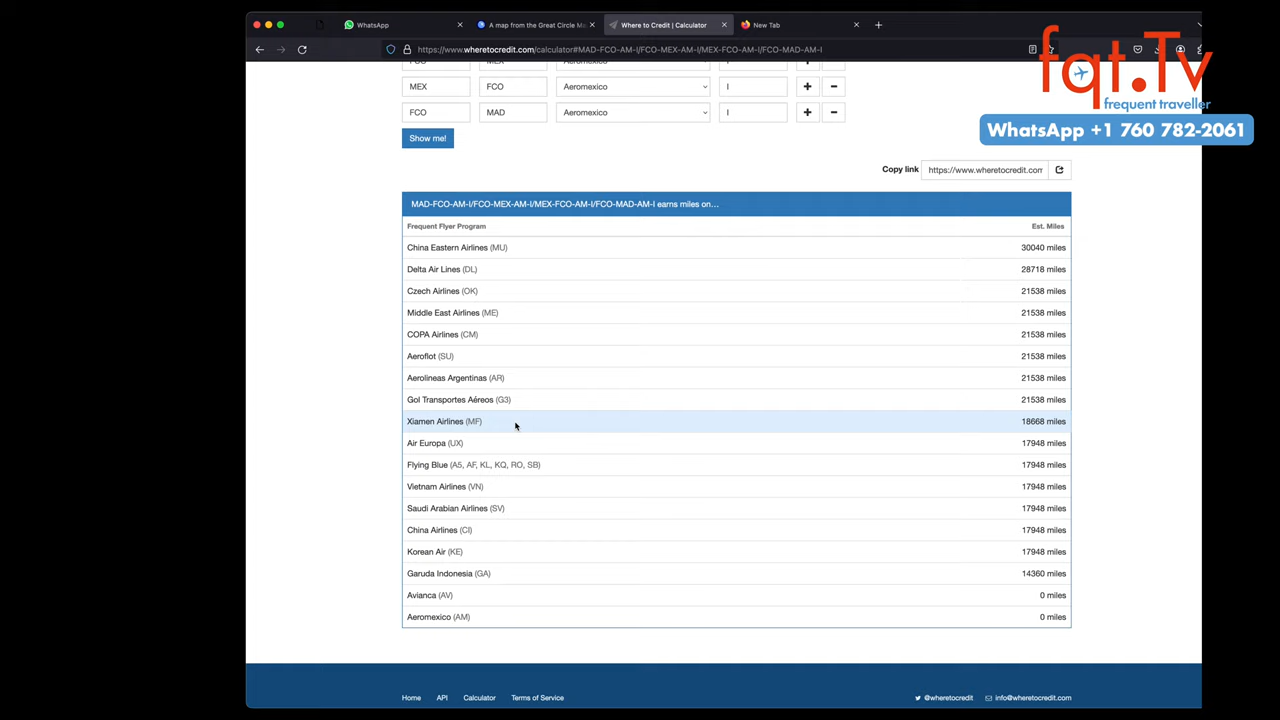 WhatsApp
A map from the Great Circle Ma
Where to Credit | Calculator
New Tab
https://www.wheretocredit.com/calculator#MAD-FCO-AM-I/FCO-MEX-AM-I/MEX-FCO-AM-I/FCO-MAD-AM-I
fqt.Tv
frequent traveller
WhatsApp +1 760 782-2061
MEX FCO Aeromexico I + −
FCO MAD Aeromexico I + −
Show me!
Copy link https://www.wheretocredit.com
MAD-FCO-AM-I/FCO-MEX-AM-I/MEX-FCO-AM-I/FCO-MAD-AM-I earns miles on...
Frequent Flyer Program Est. Miles
China Eastern Airlines (MU) 30040 miles
Delta Air Lines (DL) 28718 miles
Czech Airlines (OK) 21538 miles
Middle East Airlines (ME) 21538 miles
COPA Airlines (CM) 21538 miles
Aeroflot (SU) 21538 miles
Aerolineas Argentinas (AR) 21538 miles
Gol Transportes Aéreos (G3) 21538 miles
Xiamen Airlines (MF) 18668 miles
Air Europa (UX) 17948 miles
Flying Blue (A5, AF, KL, KQ, RO, SB) 17948 miles
Vietnam Airlines (VN) 17948 miles
Saudi Arabian Airlines (SV) 17948 miles
China Airlines (CI) 17948 miles
Korean Air (KE) 17948 miles
Garuda Indonesia (GA) 14360 miles
Avianca (AV) 0 miles
Aeromexico (AM) 0 miles
Home API Calculator Terms of Service @wheretocredit info@wheretocredit.com